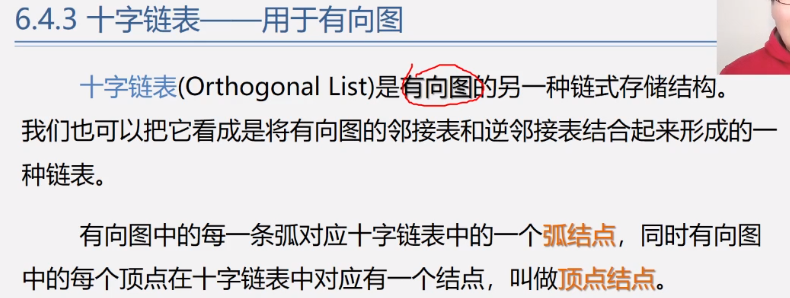 6.4.3 十字链表——用于有向图
十字链表(Orthogonal List)是有向图的另一种链式存储结构。
我们也可以把它看成是将有向图的邻接表和逆邻接表结合起来形成的一
种链表。
有向图中的每一条弧对应十字链表中的一个弧结点，同时有向图
中的每个顶点在十字链表中对应有一个结点，叫做顶点结点。